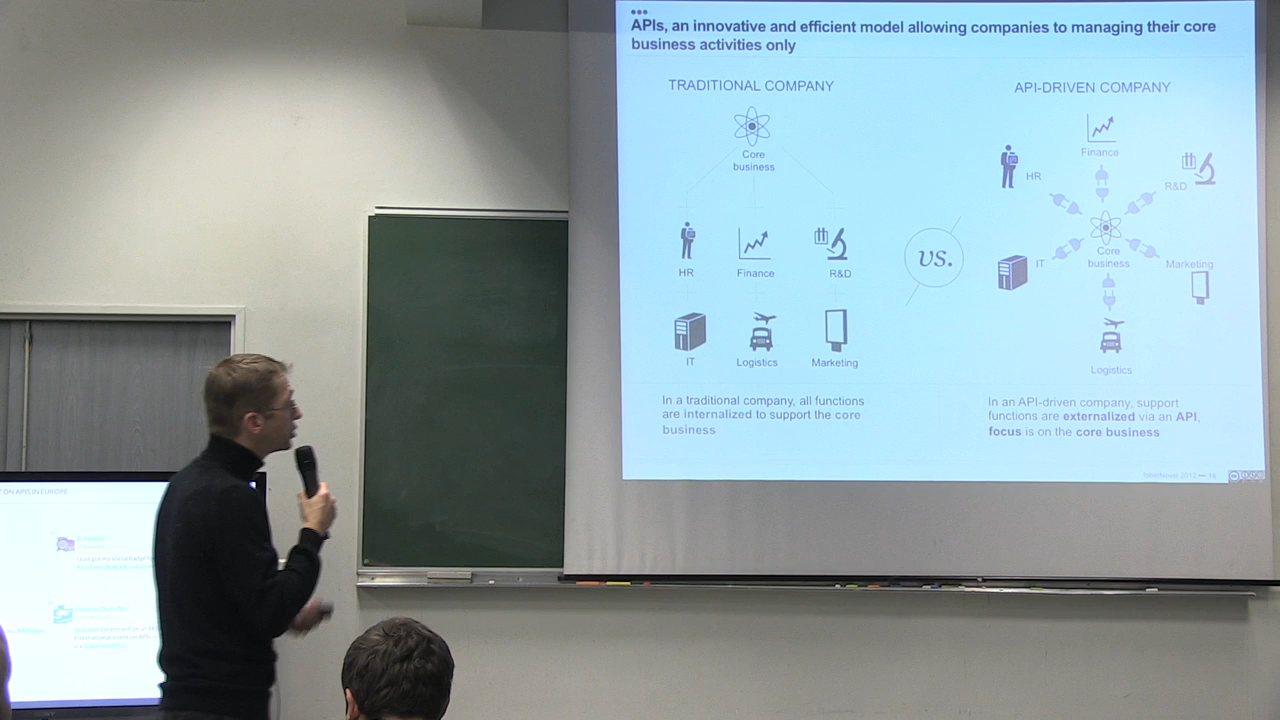 APIs, an innovative and efficient model allowing companies to managing their core
business activities only
TRADITIONAL COMPANY
Core
business
HR
Finance
R&D
IT
Logistics
Marketing
In a traditional company, all functions
are internalized to support the core
business
vs.
API-DRIVEN COMPANY
Finance
HR
R&D
Core
business
IT
Marketing
Logistics
In an API-driven company, support
functions are externalized via an API,
focus is on the core business
faberNovel 2012 — 16
ON APIS IN EUROPE